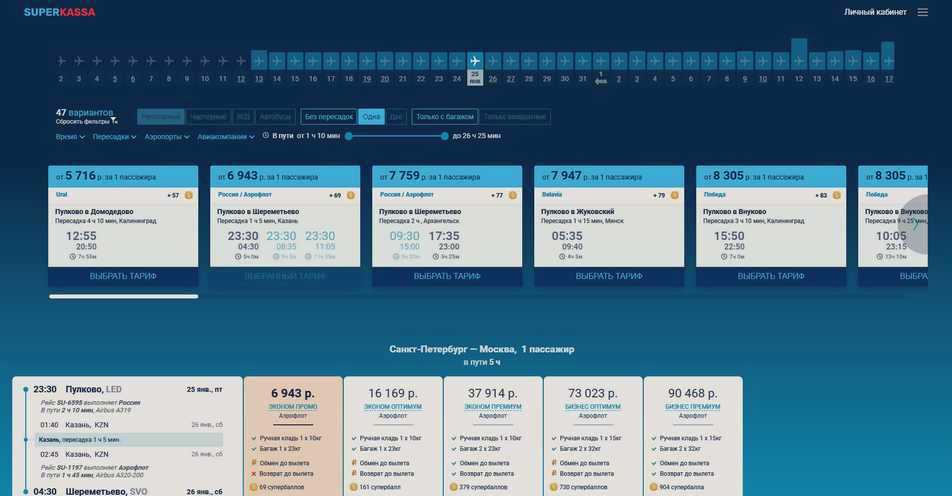 SUPERKASSA
Личный кабинет
2 3 4 5 6 7 8 9 10 11 12 13 14 15 16 17 18 19 20 21 22 23 24 25 янв 26 27 28 29 30 31 1 фев 2 3 4 5 6 7 8 9 10 11 12 13 14 15 16 17
47 вариантов
Сбросить фильтры
Регулярные Чартерные Ж/Д Автобусы Без пересадок Одна Две Только с багажом Только возвратные
Время Пересадки Аэропорты Авиакомпании В пути от 1 ч 10 мин до 26 ч 25 мин
от 5 716 р. за 1 пассажира
Ural + 57
Пулково в Домодедово
Пересадка 4 ч 10 мин, Калининград
12:55
20:50
7ч 55м
ВЫБРАТЬ ТАРИФ
от 6 943 р. за 1 пассажира
Россия / Аэрофлот + 69
Пулково в Шереметьево
Пересадка 1 ч 5 мин, Казань
23:30 23:30 23:30
04:30 08:35 11:05
5ч 0м
ВЫБРАННЫЙ ТАРИФ
от 7 759 р. за 1 пассажира
Россия / Аэрофлот + 77
Пулково в Шереметьево
Пересадка 2 ч , Архангельск
09:30 17:35
15:00 23:00
5ч 25м
ВЫБРАТЬ ТАРИФ
от 7 947 р. за 1 пассажира
Belavia + 79
Пулково в Жуковский
Пересадка 1 ч 15 мин, Минск
05:35
09:40
4ч 5м
ВЫБРАТЬ ТАРИФ
от 8 305 р. за 1 пассажира
Победа + 83
Пулково в Внуково
Пересадка 3 ч 10 мин, Калининград
15:50
22:50
7ч 0м
ВЫБРАТЬ ТАРИФ
от 8 305 р. за 1
Победа
Пулково в Внуково
Пересадка 9 ч 25 мин
10:05
23:15
13ч 10м
ВЫБРА
Санкт-Петербург — Москва, 1 пассажир
в пути 5 ч
23:30 Пулково, LED 25 янв., пт
Рейс SU-6595 выполняет Россия
В пути 2 ч 10 мин, Airbus A319
01:40 Казань, KZN 26 янв., сб
Казань, пересадка 1 ч 5 мин.
02:45 Казань, KZN 26 янв., сб
Рейс SU-1197 выполняет Аэрофлот
В пути 1 ч 45 мин, Airbus A320-200
04:30 Шереметьево, SVO 26 янв., сб
6 943 р.
ЭКОНОМ ПРОМО
Аэрофлот
Ручная кладь 1 x 10кг
Багаж 1 x 23кг
Обмен до вылета
Возврат до вылета
69 супербаллов
16 169 р.
ЭКОНОМ ОПТИМУМ
Аэрофлот
Ручная кладь 1 x 10кг
Багаж 1 x 23кг
Обмен до вылета
Возврат до вылета
161 супербалл
37 914 р.
ЭКОНОМ ПРЕМИУМ
Аэрофлот
Ручная кладь 1 x 10кг
Багаж 2 x 23кг
Обмен до вылета
Возврат до вылета
379 супербаллов
73 023 р.
БИЗНЕС ОПТИМУМ
Аэрофлот
Ручная кладь 1 x 15кг
Багаж 2 x 32кг
Обмен до вылета
Возврат до вылета
730 супербаллов
90 468 р.
БИЗНЕС ПРЕМИУМ
Аэрофлот
Ручная кладь 1 x 15кг
Багаж 2 x 32кг
Обмен до вылета
Возврат до вылета
904 супербалла